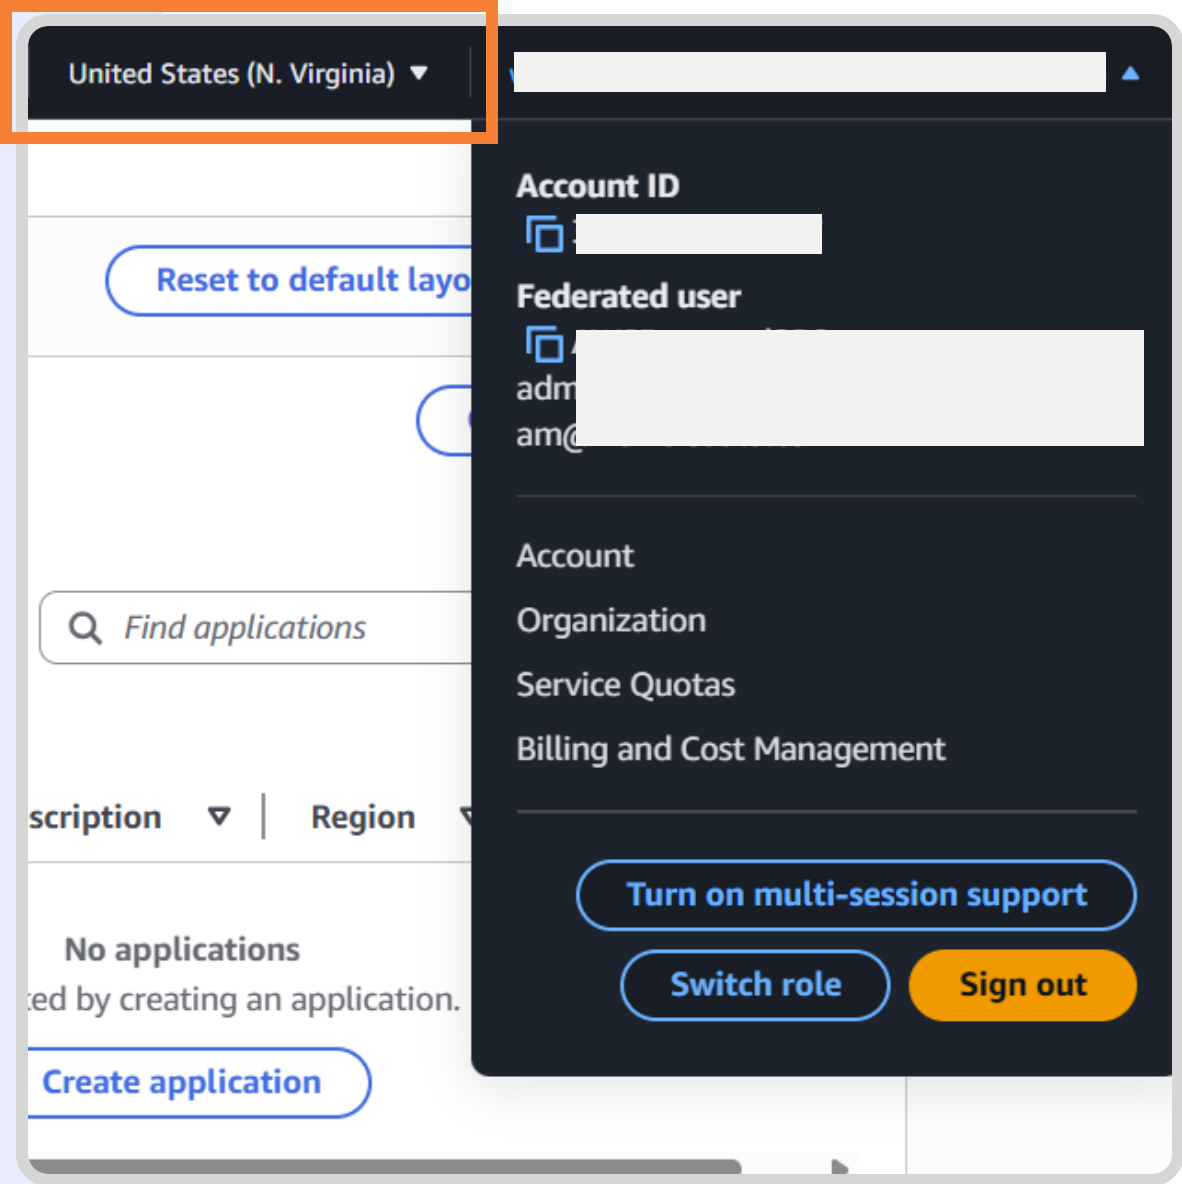 United States (N. Virginia)
Account ID
Reset to default layo
Federated user
adm
am@
Account
Find applications
Organization
Service Quotas
Billing and Cost Management
scription
Region
Turn on multi-session support
No applications
Switch role
Sign out
ted by creating an application.
Create application